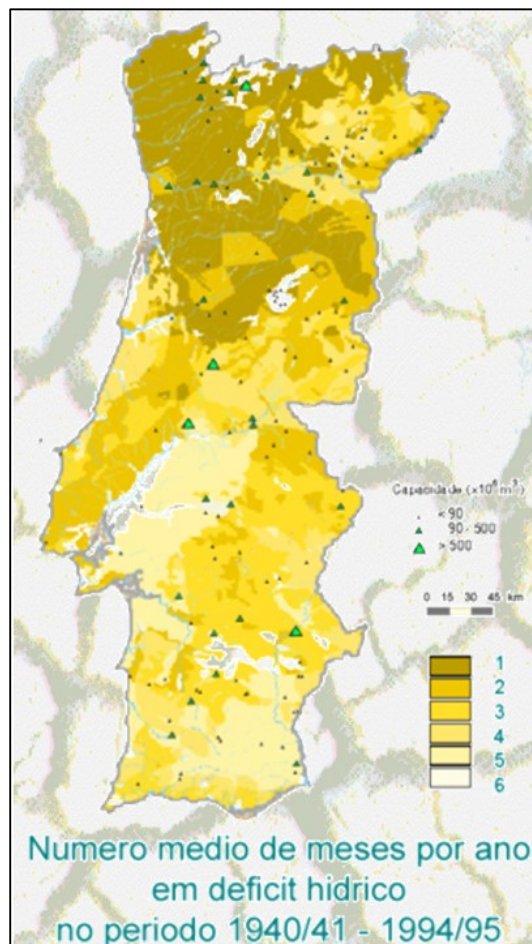 Capacidade (x10⁶ m³)
< 90
90 - 500
> 500
0 15 30 45 km
1
2
3
4
5
6
Numero medio de meses por ano
em deficit hidrico
no periodo 1940/41 - 1994/95